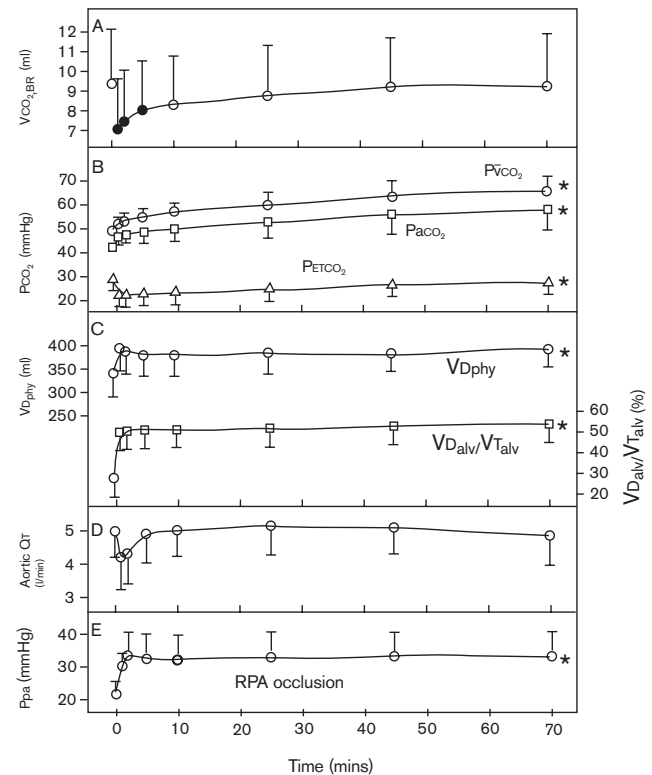 A
12
11
10
9
8
7
VCO2,BR (ml)
B
70
60
50
40
30
20
PCO2 (mmHg)
Pv̄CO2
*
PaCO2
*
PETCO2
*
C
400
350
300
250
VDphy (ml)
VDphy
*
VDalv/VTalv
*
60
50
40
30
20
VDalv/VTalv (%)
D
5
4
3
Aortic QT
(l/min)
E
40
30
20
Ppa (mmHg)
RPA occlusion
*
0 10 20 30 40 50 60 70
Time (mins)